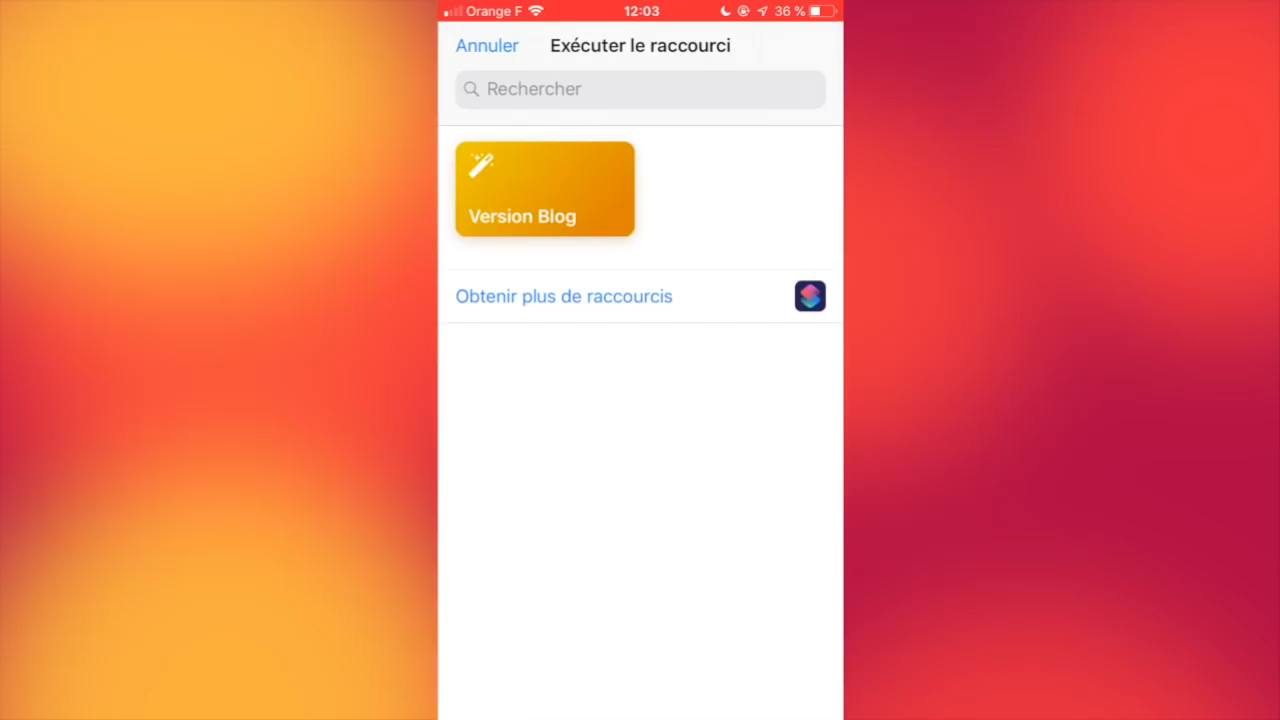 Orange F 12:03 36 %
Annuler Exécuter le raccourci
Rechercher
Version Blog
Obtenir plus de raccourcis